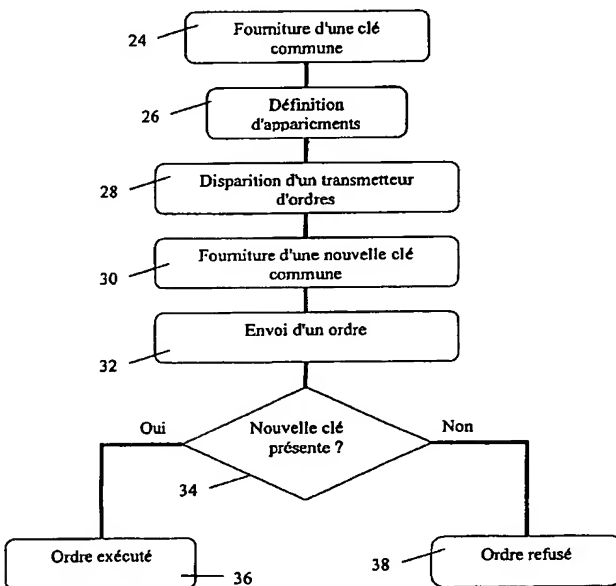 24
Fourniture d'une clé
commune
26
Définition
d'appariements
28
Disparition d'un transmetteur
d'ordres
30
Fourniture d'une nouvelle clé
commune
32
Envoi d'un ordre
Oui
Nouvelle clé
présente ?
Non
34
Ordre exécuté
36
38
Ordre refusé